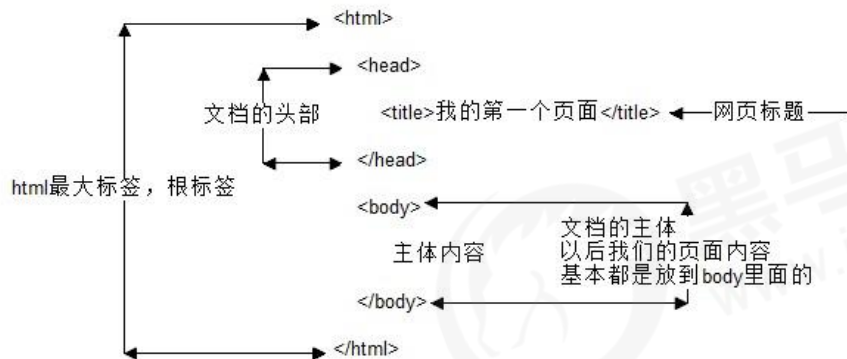 <html>
<head>
文档的头部
<title>我的第一个页面</title>
网页标题
</head>
html最大标签，根标签
<body>
文档的主体
主体内容
以后我们的页面内容
基本都是放到body里面的
</body>
</html>
黑马
www.i